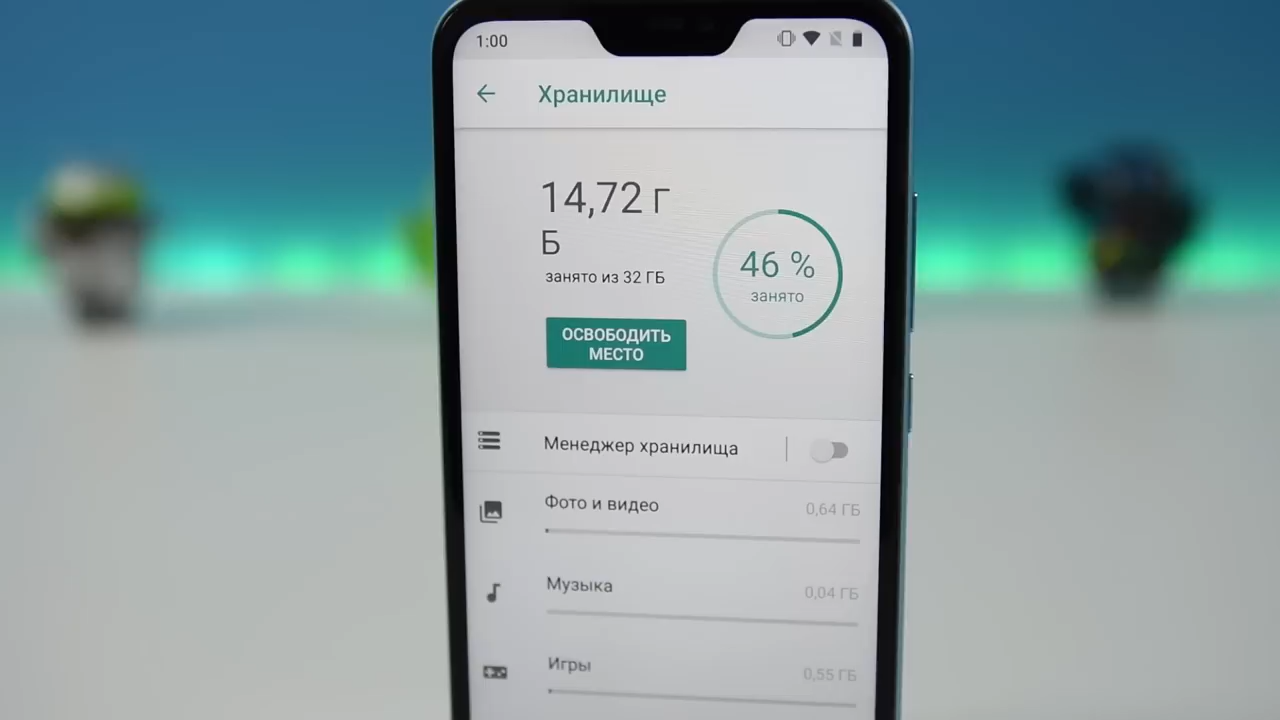 1:00
Хранилище
14,72 г
Б
занято из 32 ГБ
46 %
занято
ОСВОБОДИТЬ
МЕСТО
Менеджер хранилища
Фото и видео
0,64 ГБ
Музыка
0,04 ГБ
Игры
0,55 ГБ